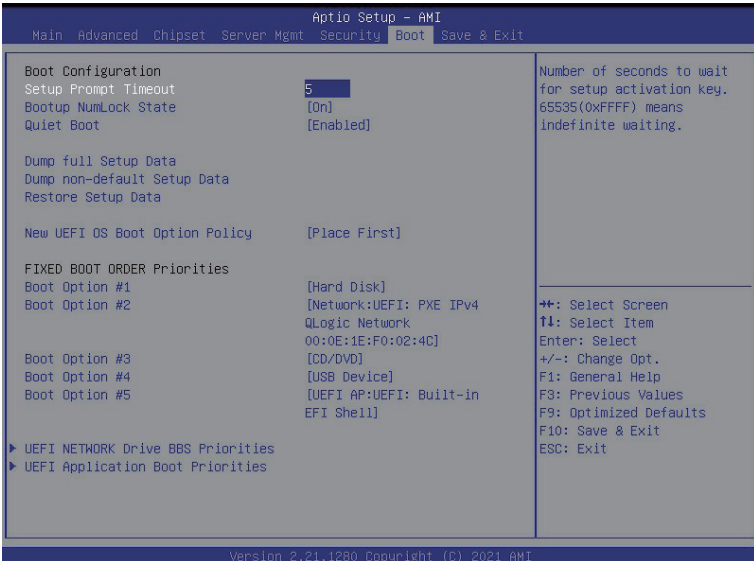 Aptio Setup – AMI
Main Advanced Chipset Server Mgmt Security Boot Save & Exit
Boot Configuration
Setup Prompt Timeout 5
Bootup NumLock State [On]
Quiet Boot [Enabled]
Dump full Setup Data
Dump non-default Setup Data
Restore Setup Data
New UEFI OS Boot Option Policy [Place First]
FIXED BOOT ORDER Priorities
Boot Option #1 [Hard Disk]
Boot Option #2 [Network:UEFI: PXE IPv4
QLogic Network
00:0E:1E:F0:02:4C]
Boot Option #3 [CD/DVD]
Boot Option #4 [USB Device]
Boot Option #5 [UEFI AP:UEFI: Built-in
EFI Shell]
UEFI NETWORK Drive BBS Priorities
UEFI Application Boot Priorities
Number of seconds to wait
for setup activation key.
65535(0xFFFF) means
indefinite waiting.
→←: Select Screen
↑↓: Select Item
Enter: Select
+/-: Change Opt.
F1: General Help
F3: Previous Values
F9: Optimized Defaults
F10: Save & Exit
ESC: Exit
Version 2.21.1280 Copyright (C) 2021 AMI